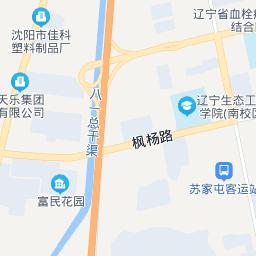 沈阳市佳科
塑料制品厂
辽宁省血栓
结合
天乐集团
有限公司
八一总干渠
辽宁生态工
学院(南校区
枫杨路
苏家屯客运站
富民花园